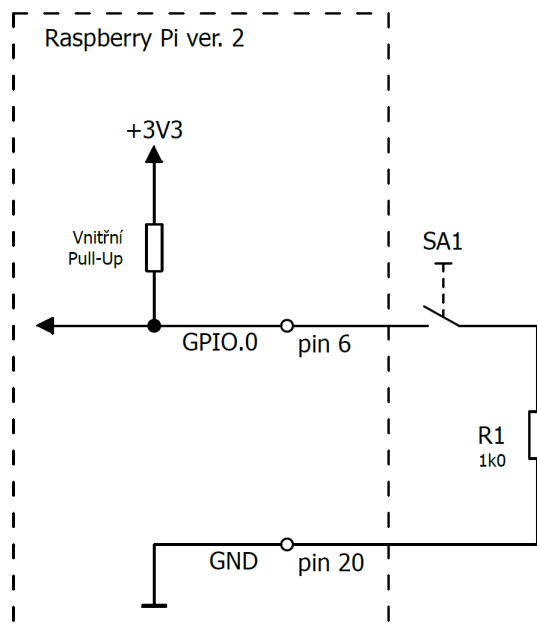 Raspberry Pi ver. 2
+3V3
Vnitřní
Pull-Up
SA1
GPIO.0
pin 6
R1
1k0
GND
pin 20